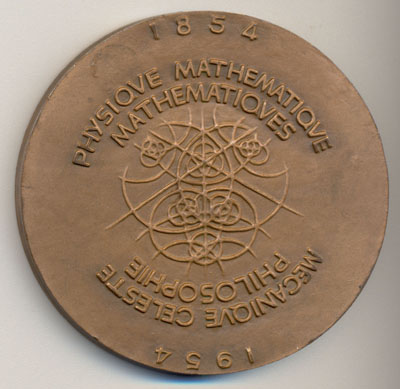 1854
PHYSIQVE MATHEMATIQVE
MATHEMATIQVES
PHILOSOPHIE
MECANIQVE CELESTE
1954